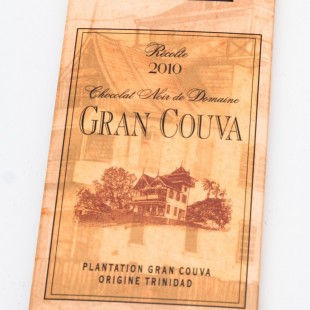 Récolte
2010
Chocolat Noir de Domaine
GRAN COUVA
PLANTATION GRAN COUVA
ORIGINE TRINIDAD